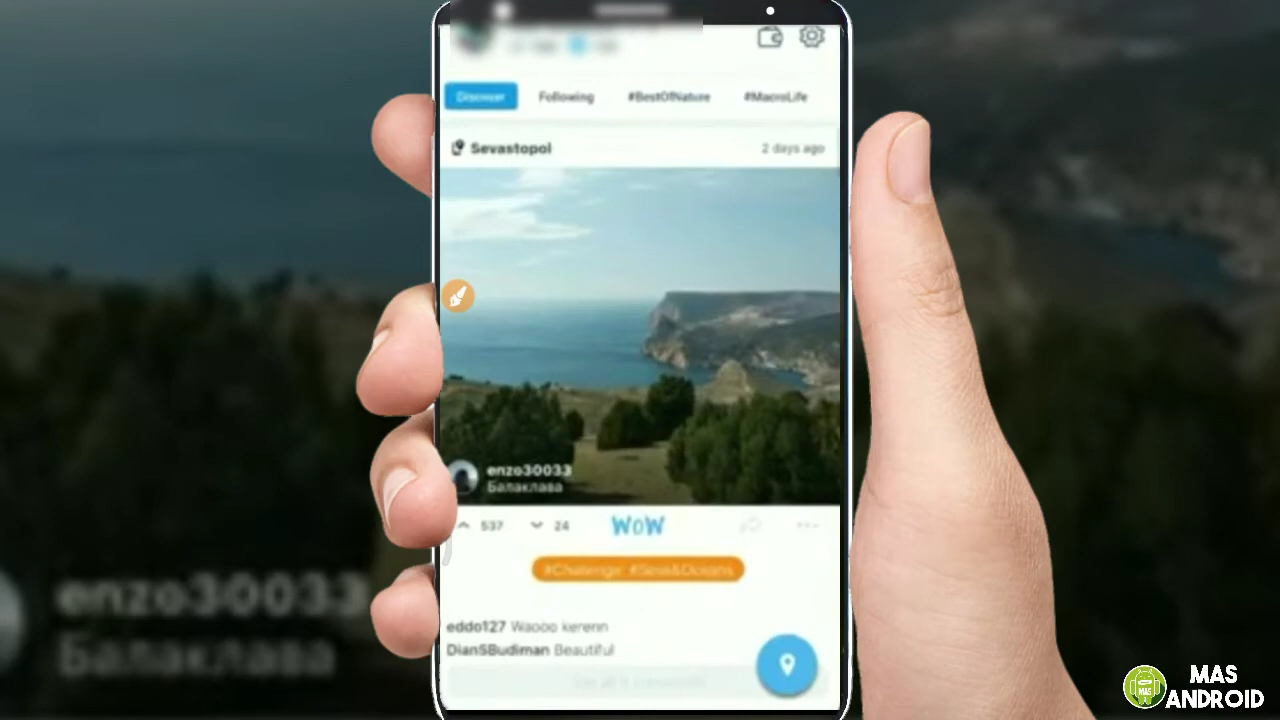 Discover
Following
#BestOfNature
#MacroLife
Sevastopol
2 days ago
enzo30033
Балаклава
537
24
WOW
#Challenge: #Seas&Oceans
eddo127 Waooo kerenn
DianSBudiman Beautiful
enzo30033
Балаклава
MAS
MAS
ANDROID